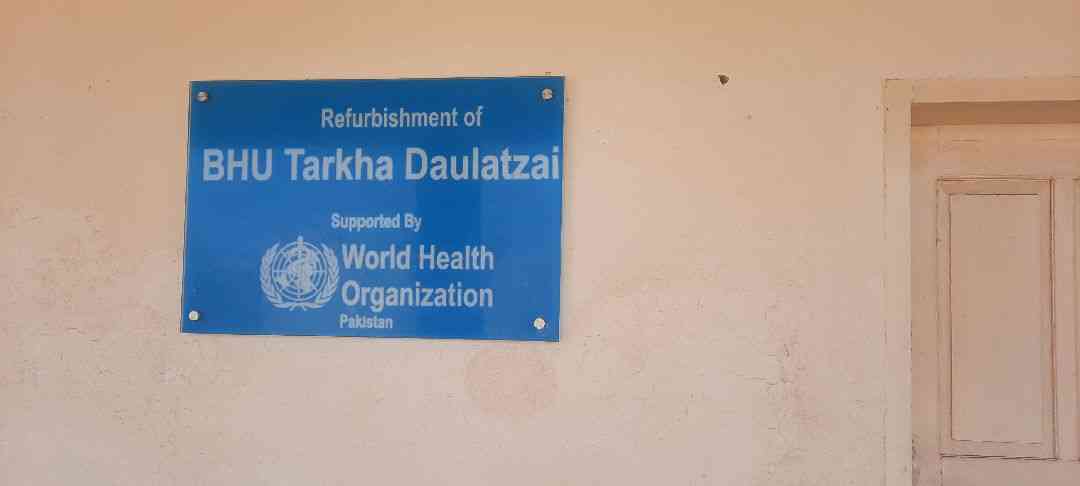 Refurbishment of
BHU Tarkha Daulatzai
Supported By
World Health
Organization
Pakistan